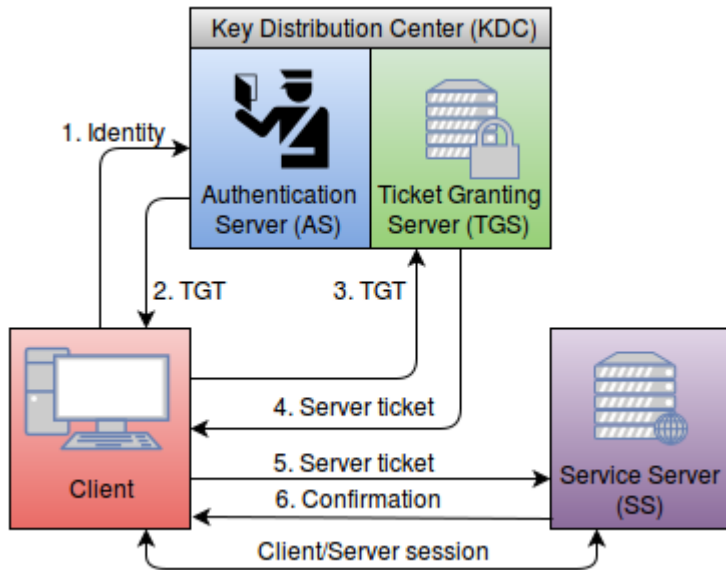 Key Distribution Center (KDC)
1. Identity
Authentication
Server (AS)
Ticket Granting
Server (TGS)
2. TGT
3. TGT
4. Server ticket
5. Server ticket
6. Confirmation
Client
Service Server
(SS)
Client/Server session